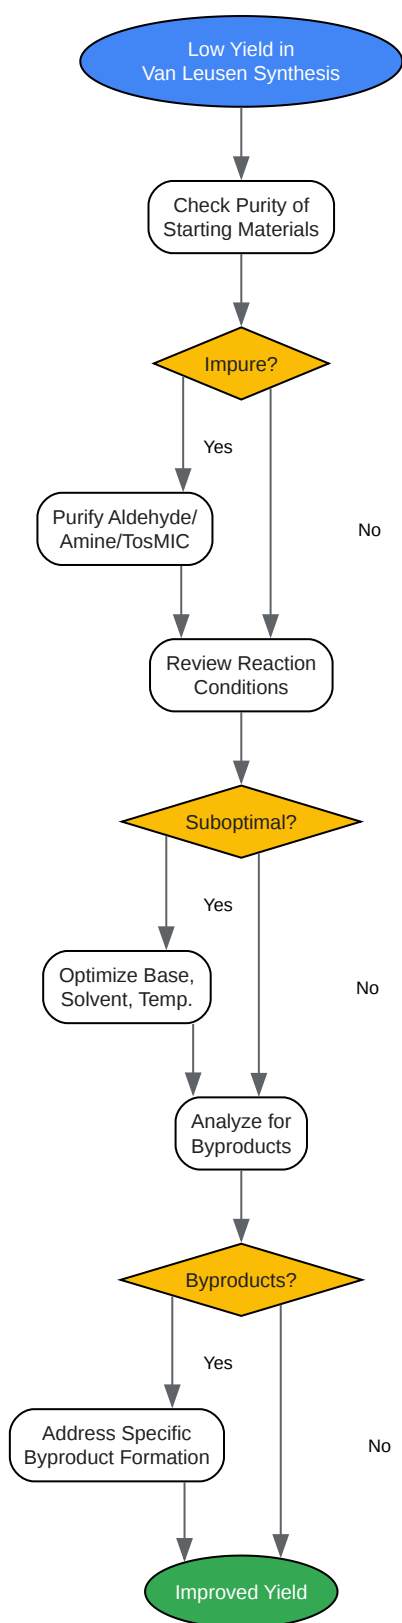 Low Yield in
Van Leusen Synthesis
Check Purity of
Starting Materials
Impure?
Yes
Purify Aldehyde/
Amine/TosMIC
No
Review Reaction
Conditions
Suboptimal?
Yes
Optimize Base,
Solvent, Temp.
No
Analyze for
Byproducts
Byproducts?
Yes
Address Specific
Byproduct Formation
No
Improved Yield